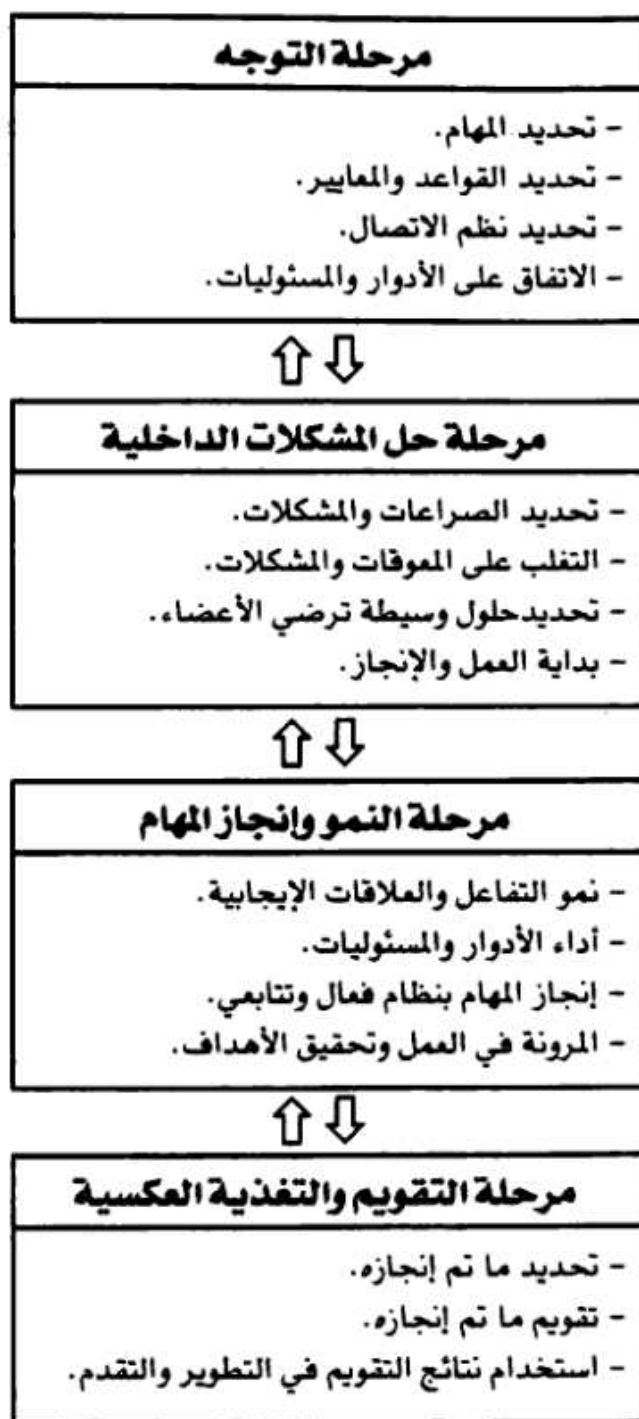 مرحلة التوجه
- تحديد المهام.
- تحديد القواعد والمعايير.
- تحديد نظم الاتصال.
- الاتفاق على الأدوار والمسئوليات.
مرحلة حل المشكلات الداخلية
- تحديد الصراعات والمشكلات.
- التغلب على المعوقات والمشكلات.
- تحديدحلول وسيطة ترضي الأعضاء.
- بداية العمل والإنجاز.
مرحلة النمو وإنجاز المهام
- نمو التفاعل والعلاقات الإيجابية.
- أداء الأدوار والمسئوليات.
- إنجاز المهام بنظام فعال وتتابعي.
- المرونة في العمل وتحقيق الأهداف.
مرحلة التقويم والتغذية العكسية
- تحديد ما تم إنجازه.
- تقويم ما تم إنجازه.
- استخدام نتائج التقويم في التطوير والتقدم.